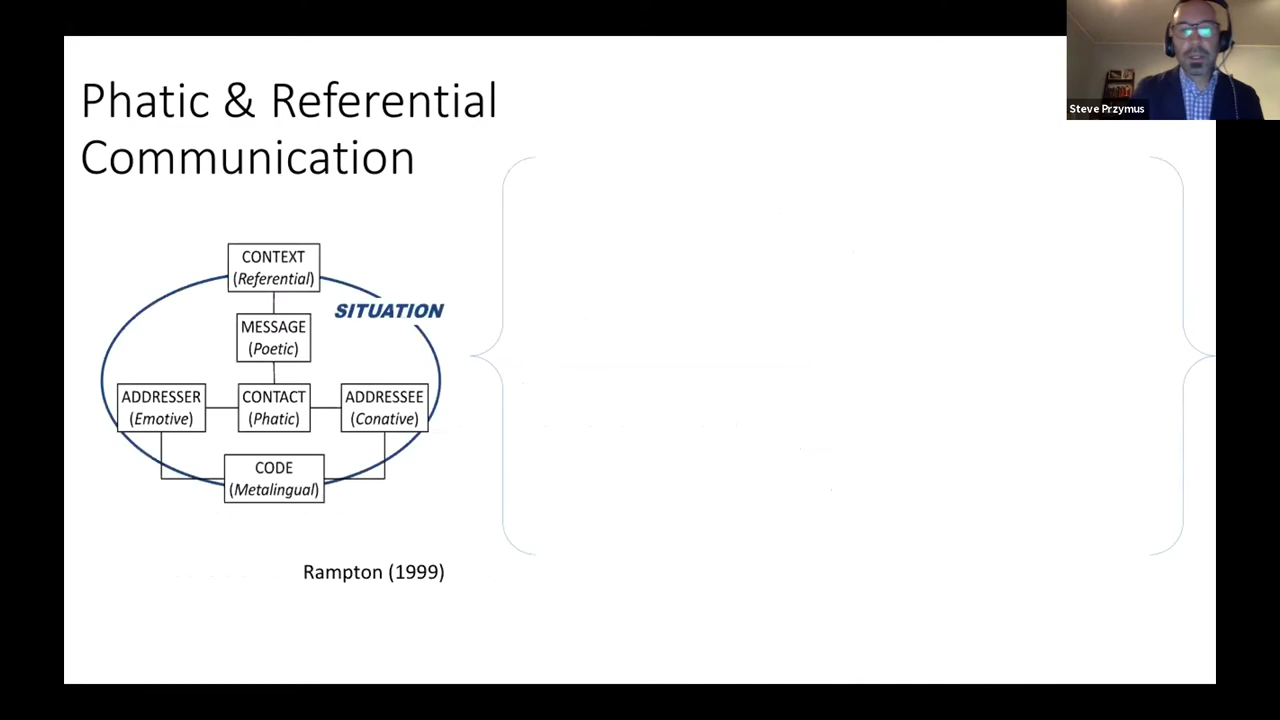 Phatic & Referential
Communication
CONTEXT
(Referential)
SITUATION
MESSAGE
(Poetic)
ADDRESSER
(Emotive)
CONTACT
(Phatic)
ADDRESSEE
(Conative)
CODE
(Metalingual)
Rampton (1999)
Steve Przymus